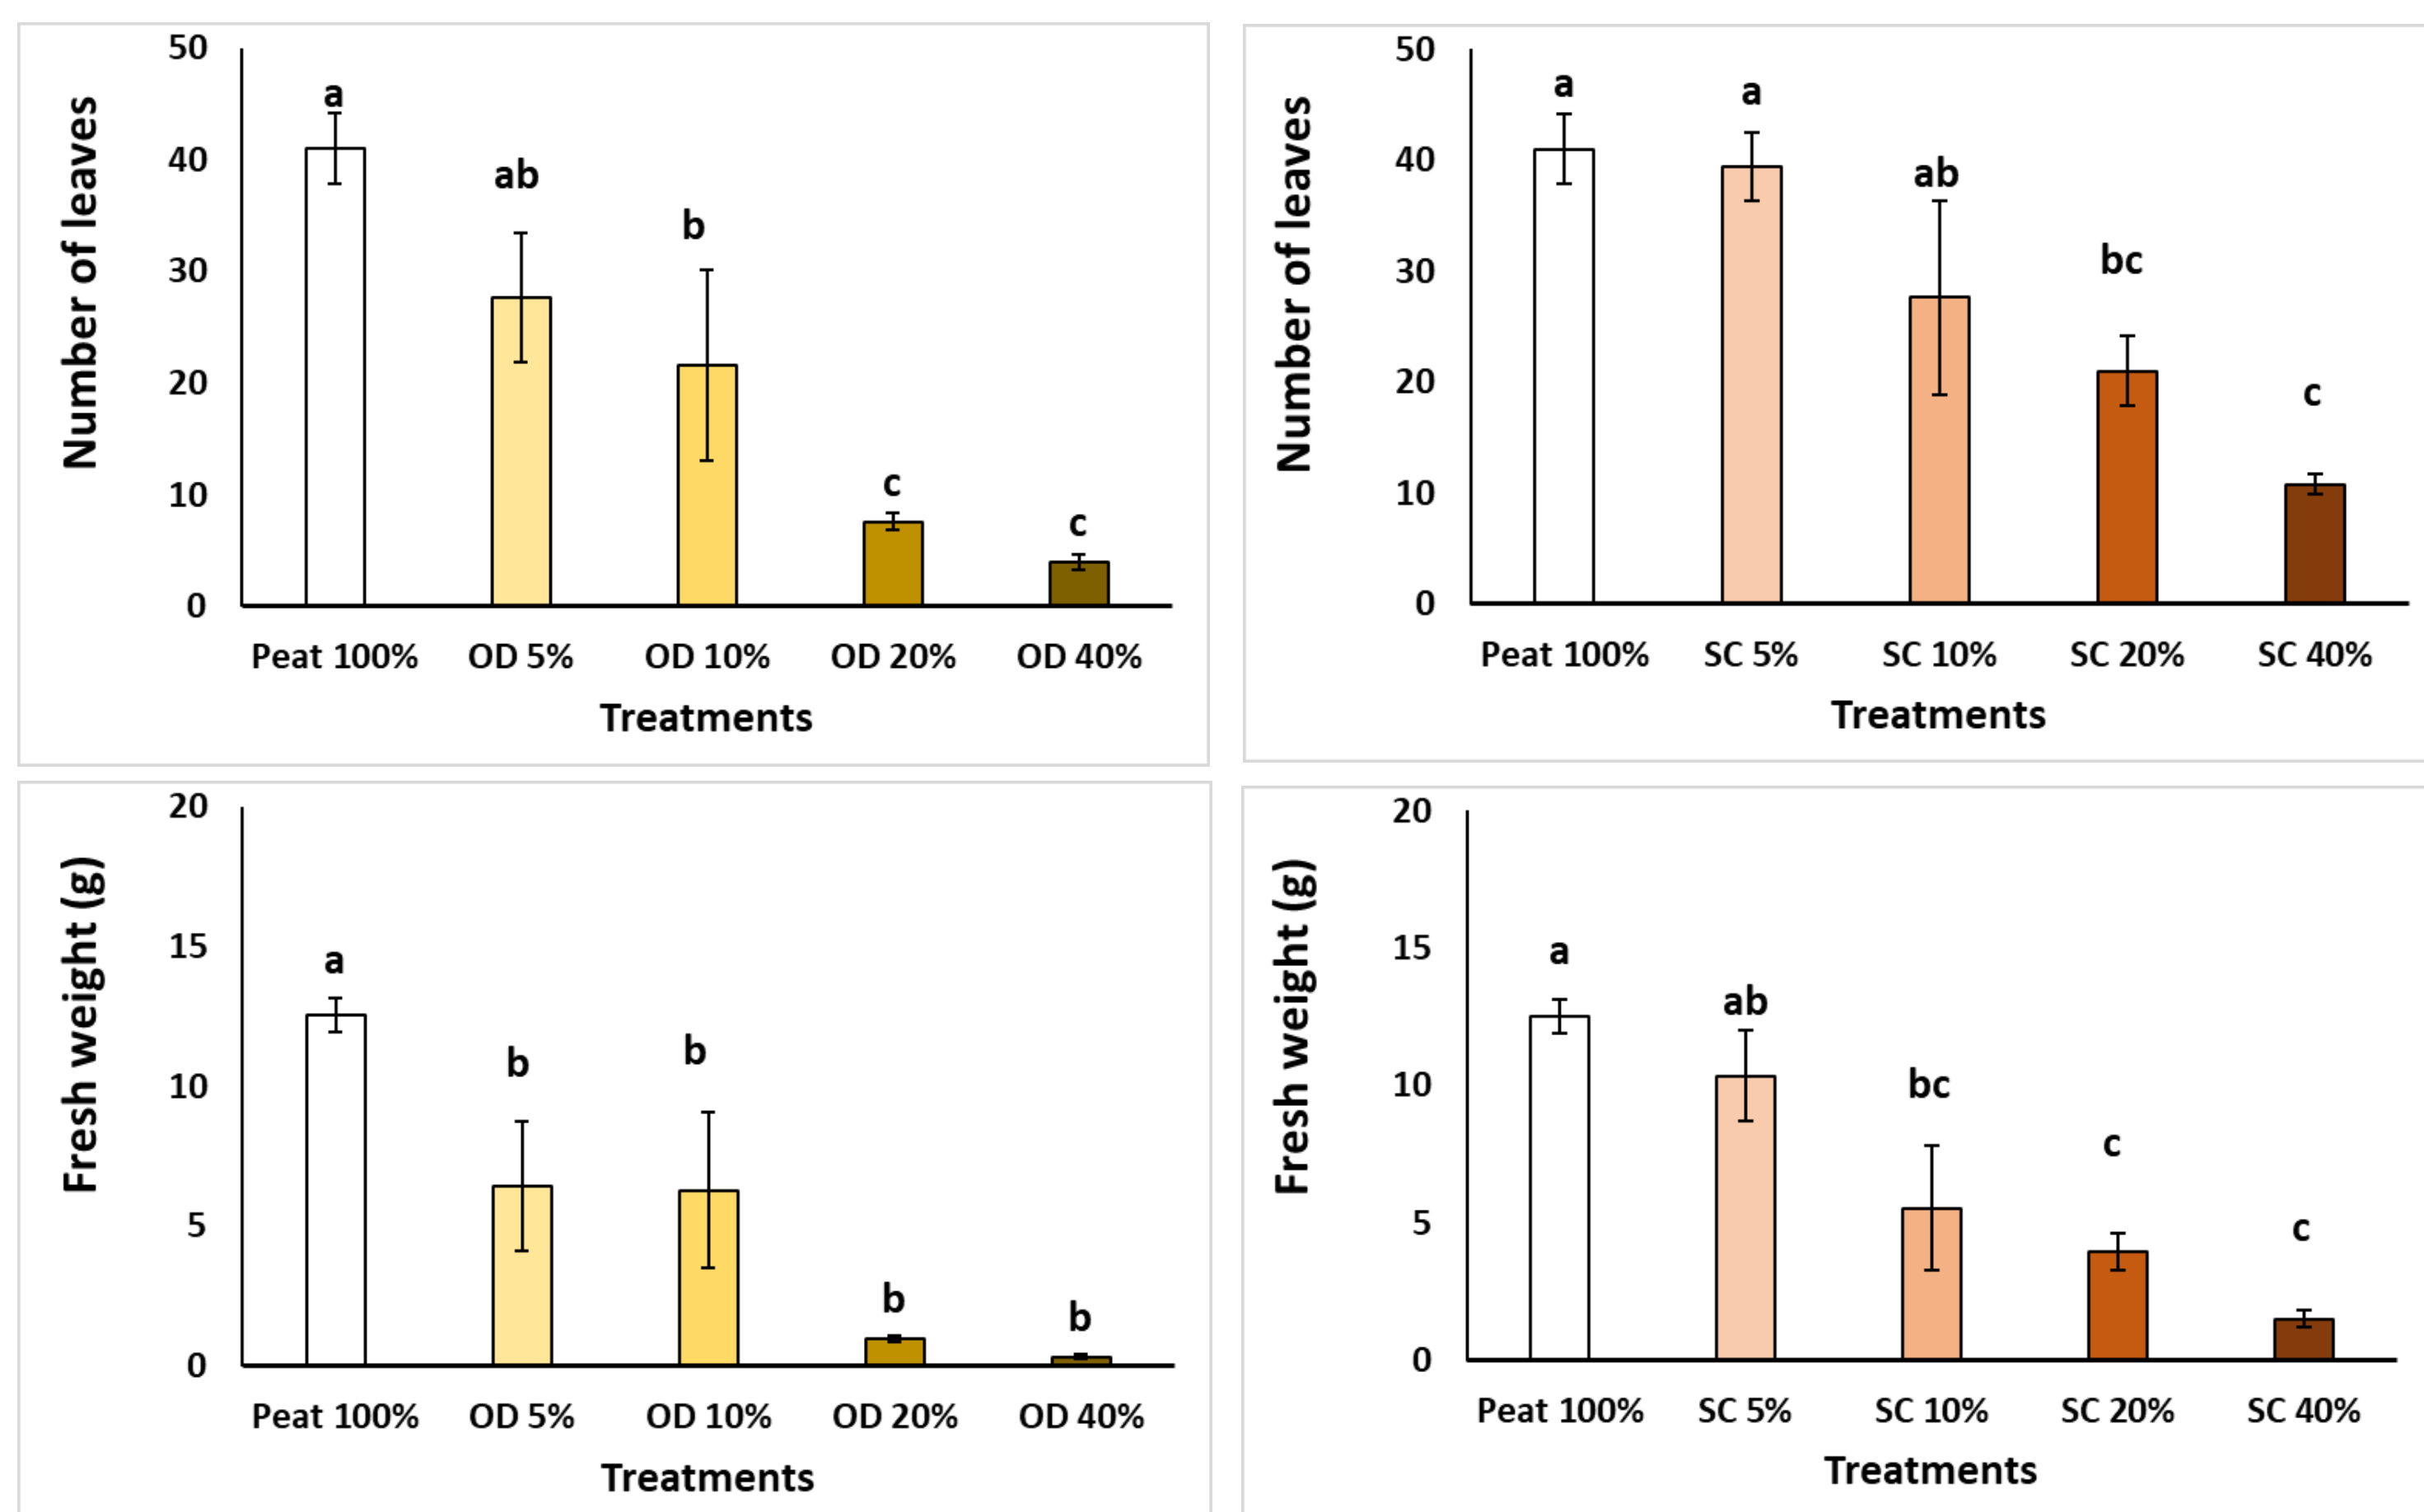 50
40
30
20
10
0
Number of leaves
a
ab
b
c
c
Peat 100% OD 5% OD 10% OD 20% OD 40%
Treatments
50
40
30
20
10
0
Number of leaves
a
a
ab
bc
c
Peat 100% SC 5% SC 10% SC 20% SC 40%
Treatments
20
15
10
5
0
Fresh weight (g)
a
b
b
b
b
Peat 100% OD 5% OD 10% OD 20% OD 40%
Treatments
20
15
10
5
0
Fresh weight (g)
a
ab
bc
c
c
Peat 100% SC 5% SC 10% SC 20% SC 40%
Treatments